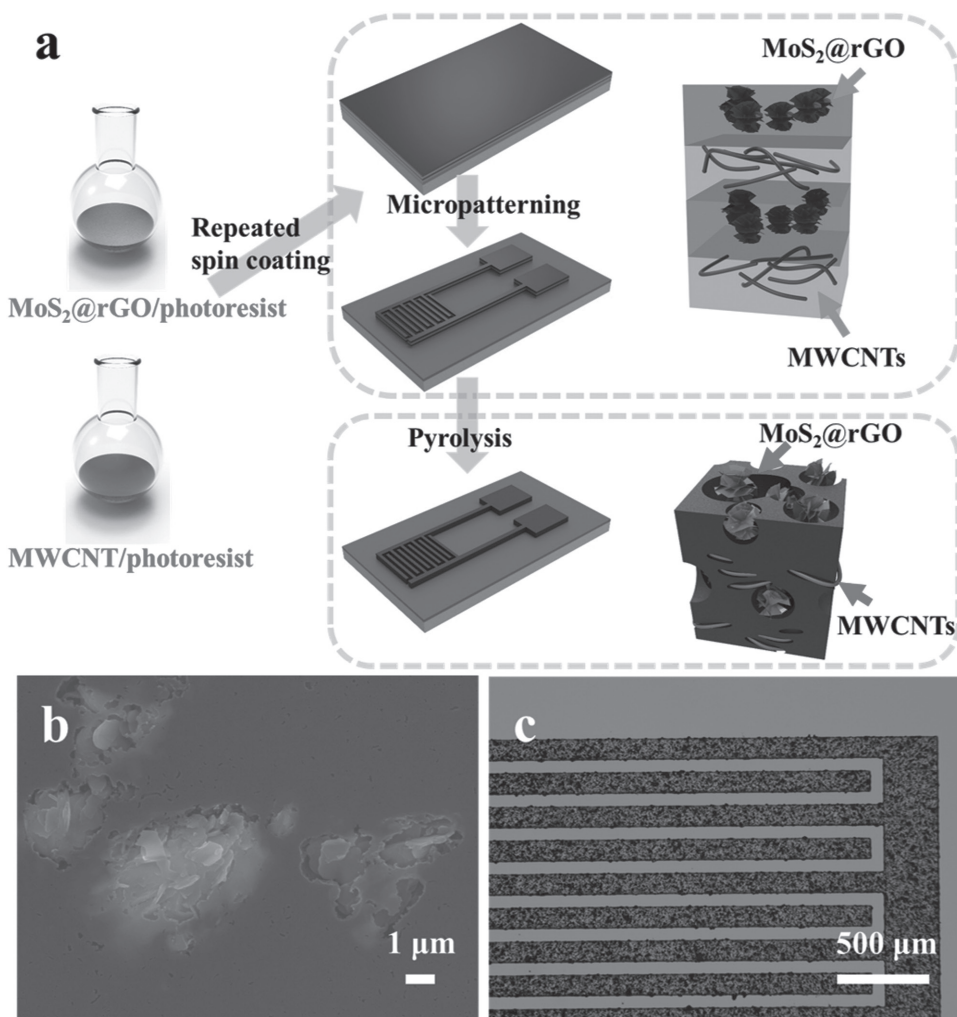 a
MoS₂@rGO
Micropatterning
Repeated
spin coating
MoS₂@rGO/photoresist
MWCNTs
Pyrolysis
MoS₂@rGO
MWCNT/photoresist
MWCNTs
b
c
1 μm
500 μm